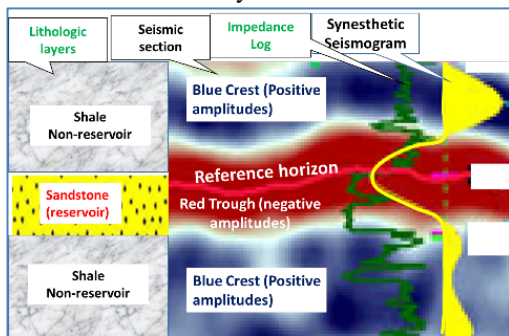 Lithologic
layers
Seismic
section
Impedance
Log
Synesthetic
Seismogram
Shale
Non-reservoir
Blue Crest (Positive
amplitudes)
Reference horizon
Sandstone
(reservoir)
Red Trough (negative
amplitudes)
Shale
Non-reservoir
Blue Crest (Positive
amplitudes)